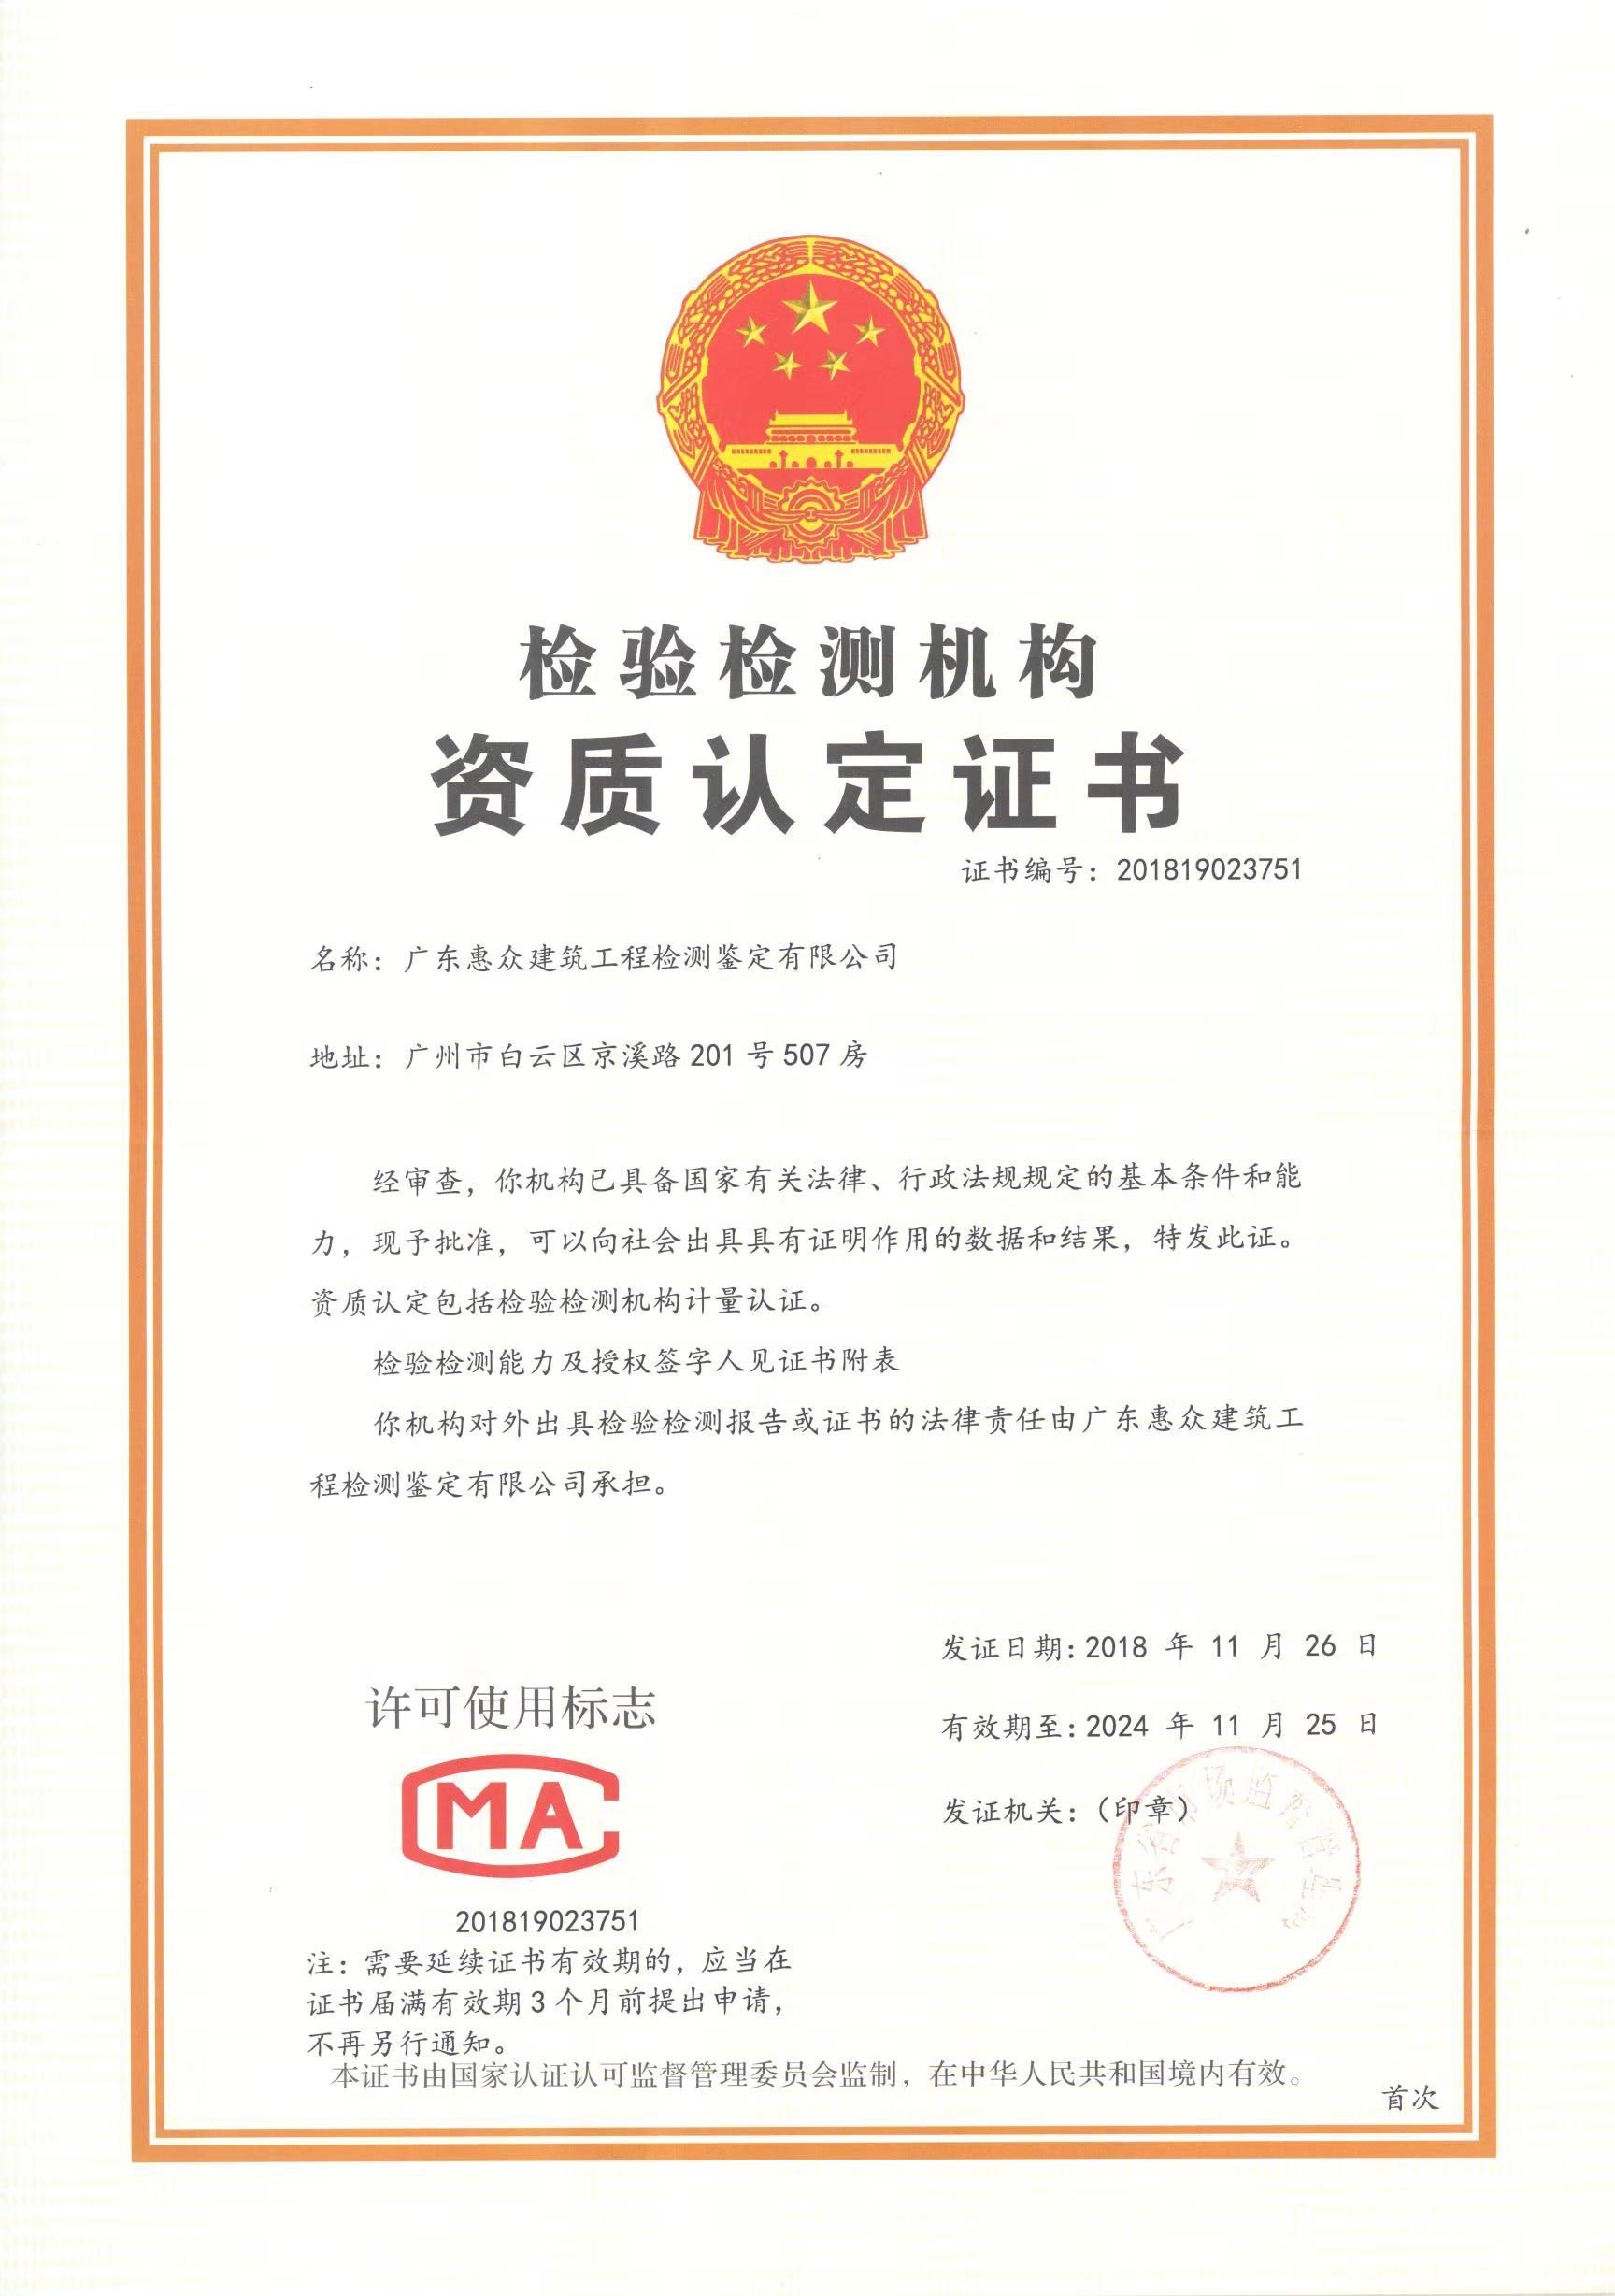 检验检测机构
资质认定证书
证书编号：201819023751
名称：广东惠众建筑工程检测鉴定有限公司
地址：广州市白云区京溪路201号507房
经审查，你机构已具备国家有关法律、行政法规规定的基本条件和能
力，现予批准，可以向社会出具具有证明作用的数据和结果，特发此证。
资质认定包括检验检测机构计量认证。
检验检测能力及授权签字人见证书附表
你机构对外出具检验检测报告或证书的法律责任由广东惠众建筑工
程检测鉴定有限公司承担。
许可使用标志
MA
201819023751
注：需要延续证书有效期的，应当在
证书届满有效期3个月前提出申请，
不再另行通知。
发证日期：2018 年 11 月 26 日
有效期至：2024 年 11 月 25 日
发证机关：（印章）
广东省市场监督管理局
本证书由国家认证认可监督管理委员会监制，在中华人民共和国境内有效。
首次